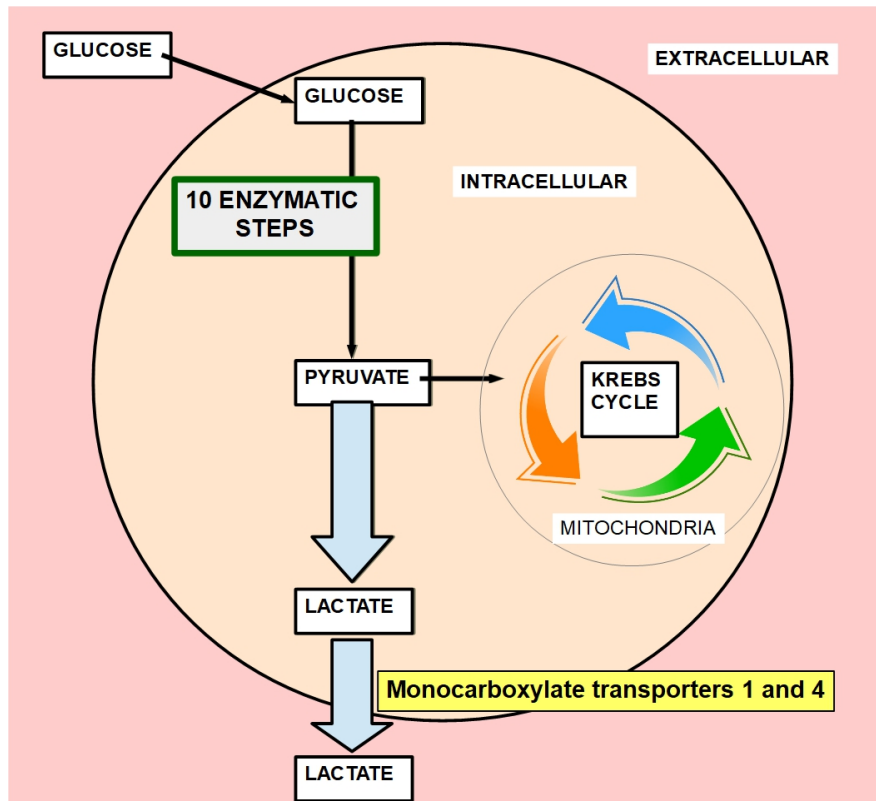 GLUCOSE
EXTRACELLULAR
GLUCOSE
INTRACELLULAR
10 ENZYMATIC
STEPS
PYRUVATE
KREBS
CYCLE
MITOCHONDRIA
LACTATE
Monocarboxylate transporters 1 and 4
LACTATE